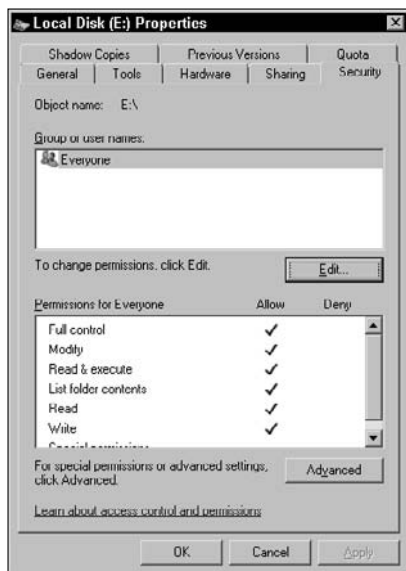 Local Disk (E:) Properties
Shadow Copies Previous Versions Quota
General Tools Hardware Sharing Security
Object name: E:\
Group or user names:
Everyone
To change permissions, click Edit.
Edit...
Permissions for Everyone Allow Deny
Full control
Modify
Read & execute
List folder contents
Read
Write
Special permissions
For special permissions or advanced settings,
click Advanced.
Advanced
Learn about access control and permissions
OK Cancel Apply